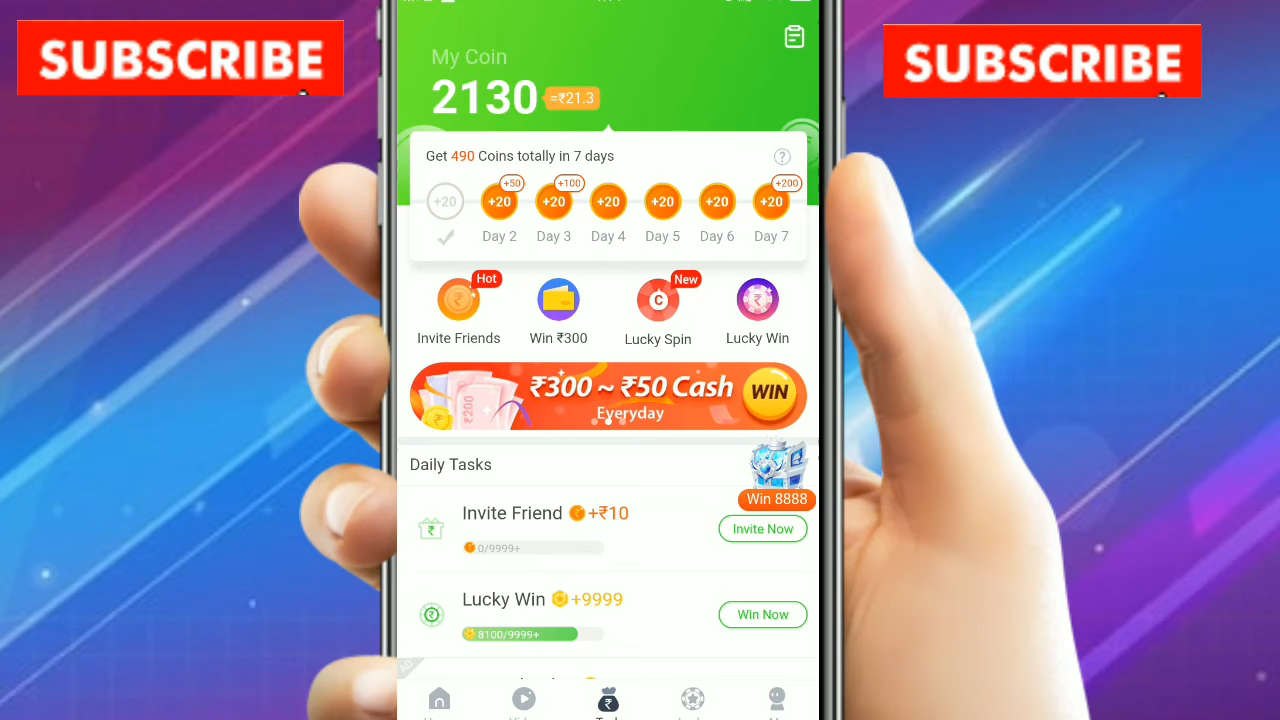 SUBSCRIBE
SUBSCRIBE
My Coin
2130 =₹21.3
Get 490 Coins totally in 7 days ?
+50 +100 +200
+20 +20 +20 +20 +20 +20 +20
Day 2 Day 3 Day 4 Day 5 Day 6 Day 7
Hot New
₹ C ₹
Invite Friends Win ₹300 Lucky Spin Lucky Win
₹300 ~ ₹50 Cash WIN
₹200
Everyday
Daily Tasks
Win 8888
Invite Friend +₹10
Invite Now
0/9999+
Lucky Win +9999
Win Now
8100/9999+
AD